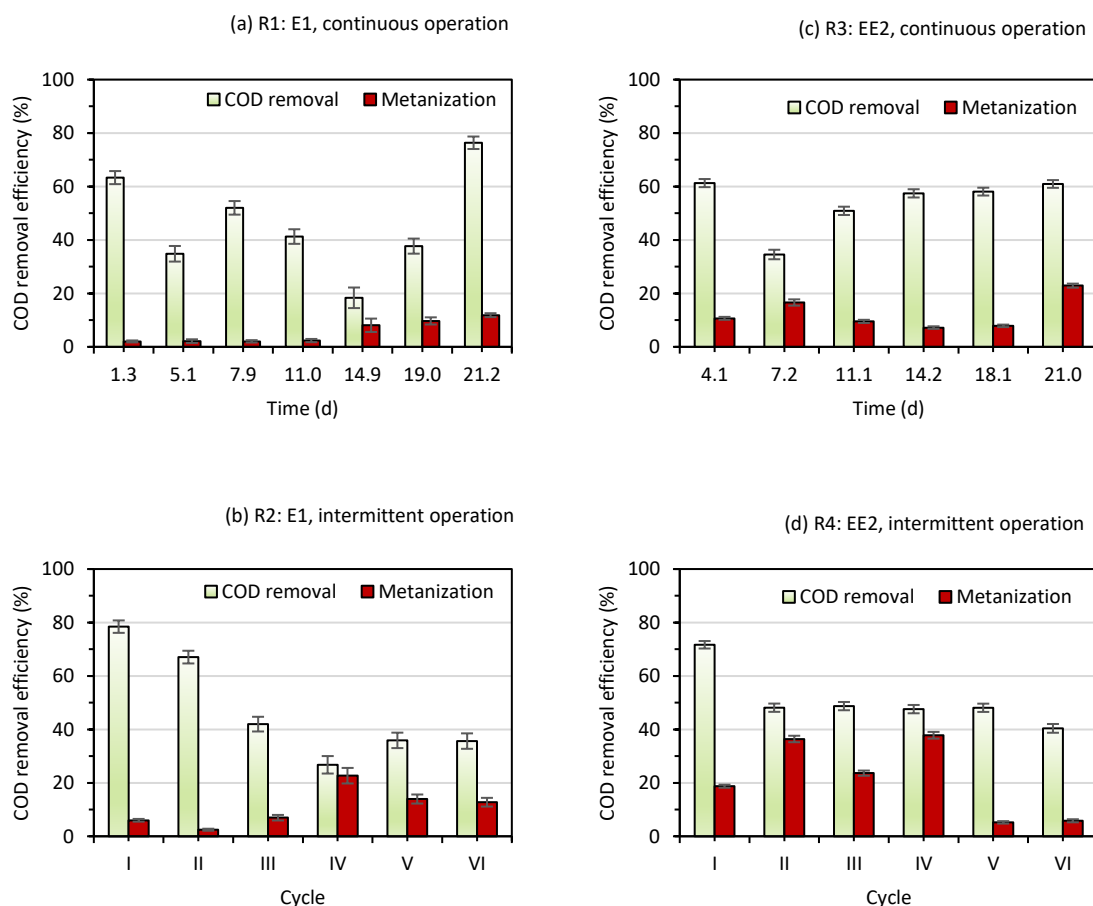 (a) R1: E1, continuous operation
COD removal efficiency (%)
100
80
60
40
20
0
COD removal Metanization
1.3 5.1 7.9 11.0 14.9 19.0 21.2
Time (d)
(c) R3: EE2, continuous operation
COD removal efficiency (%)
100
80
60
40
20
0
COD removal Metanization
4.1 7.2 11.1 14.2 18.1 21.0
Time (d)
(b) R2: E1, intermittent operation
COD removal efficiency (%)
100
80
60
40
20
0
COD removal Metanization
I II III IV V VI
Cycle
(d) R4: EE2, intermittent operation
COD removal efficiency (%)
100
80
60
40
20
0
COD removal Metanization
I II III IV V VI
Cycle